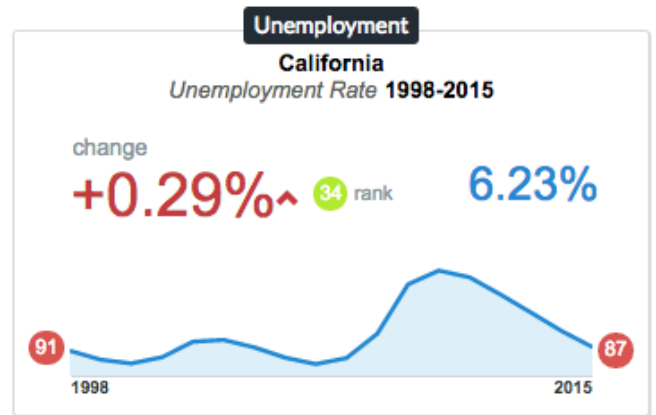 Unemployment
California
Unemployment Rate 1998-2015
change
+0.29% 34 rank 6.23%
91
87
1998 2015